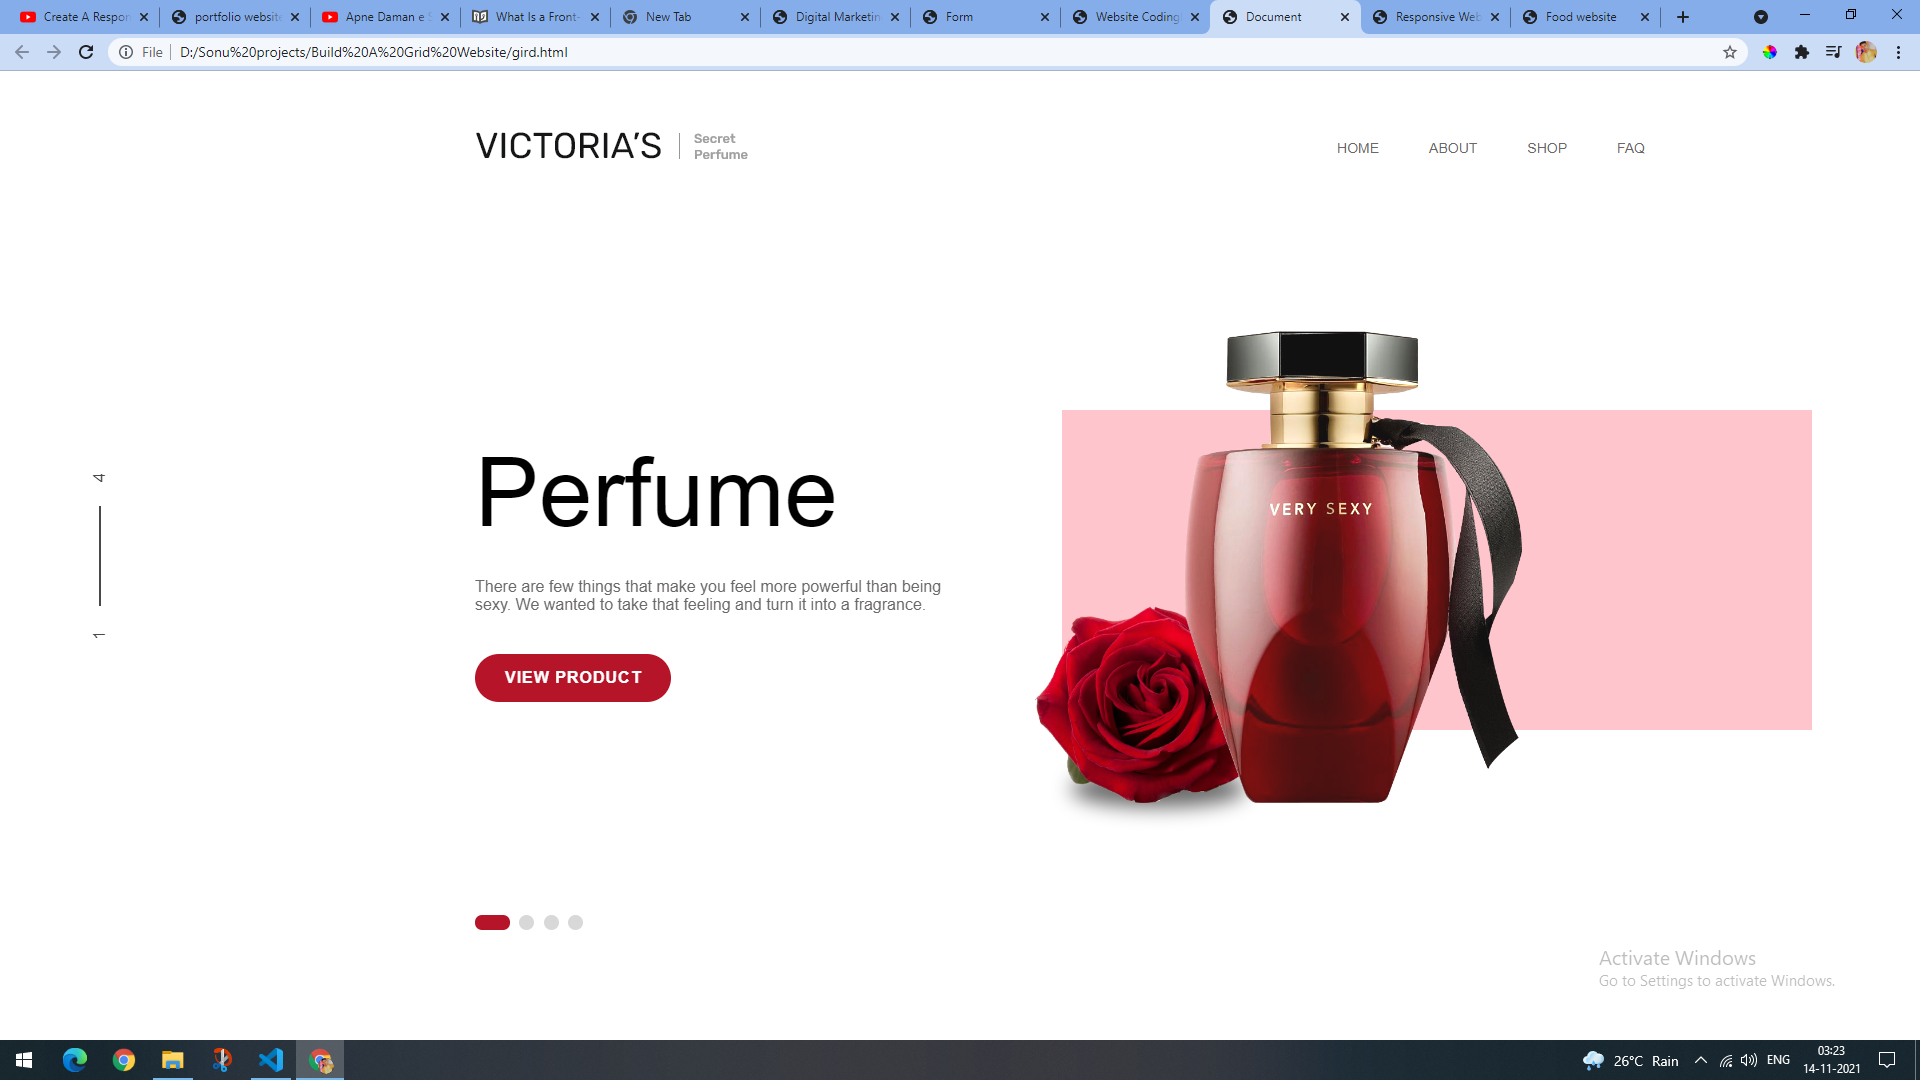 Create A Respon
portfolio website
Apne Daman e S
What Is a Front-
New Tab
Digital Marketin
Form
Website Coding
Document
Responsive Web
Food website
File
D:/Sonu%20projects/Build%20A%20Grid%20Website/gird.html
VICTORIA'S
Secret
Perfume
HOME ABOUT SHOP FAQ
VERY SEXY
4
1
Perfume
There are few things that make you feel more powerful than being
sexy. We wanted to take that feeling and turn it into a fragrance.
VIEW PRODUCT
Activate Windows
Go to Settings to activate Windows.
26°C Rain
ENG
03:23
14-11-2021